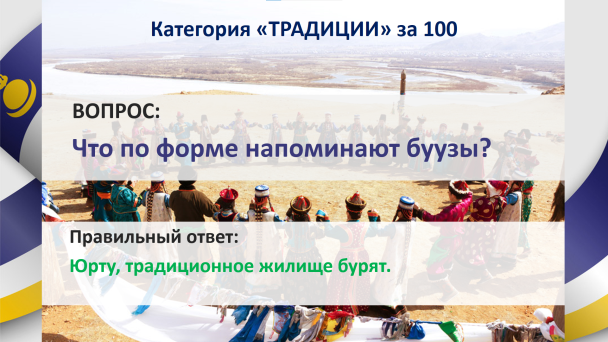 Категория «ТРАДИЦИИ» за 100
ВОПРОС:
Что по форме напоминают буузы?
Правильный ответ:
Юрту, традиционное жилище бурят.